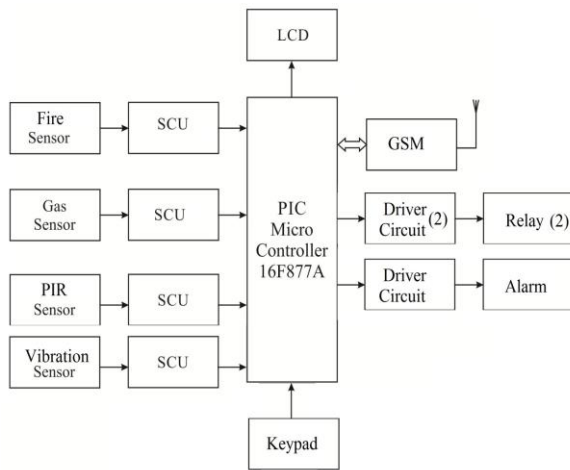 LCD
Fire
Sensor
SCU
GSM
Gas
Sensor
SCU
PIC
Micro
Controller
16F877A
Driver
Circuit (2)
Relay (2)
PIR
Sensor
SCU
Driver
Circuit
Alarm
Vibration
Sensor
SCU
Keypad